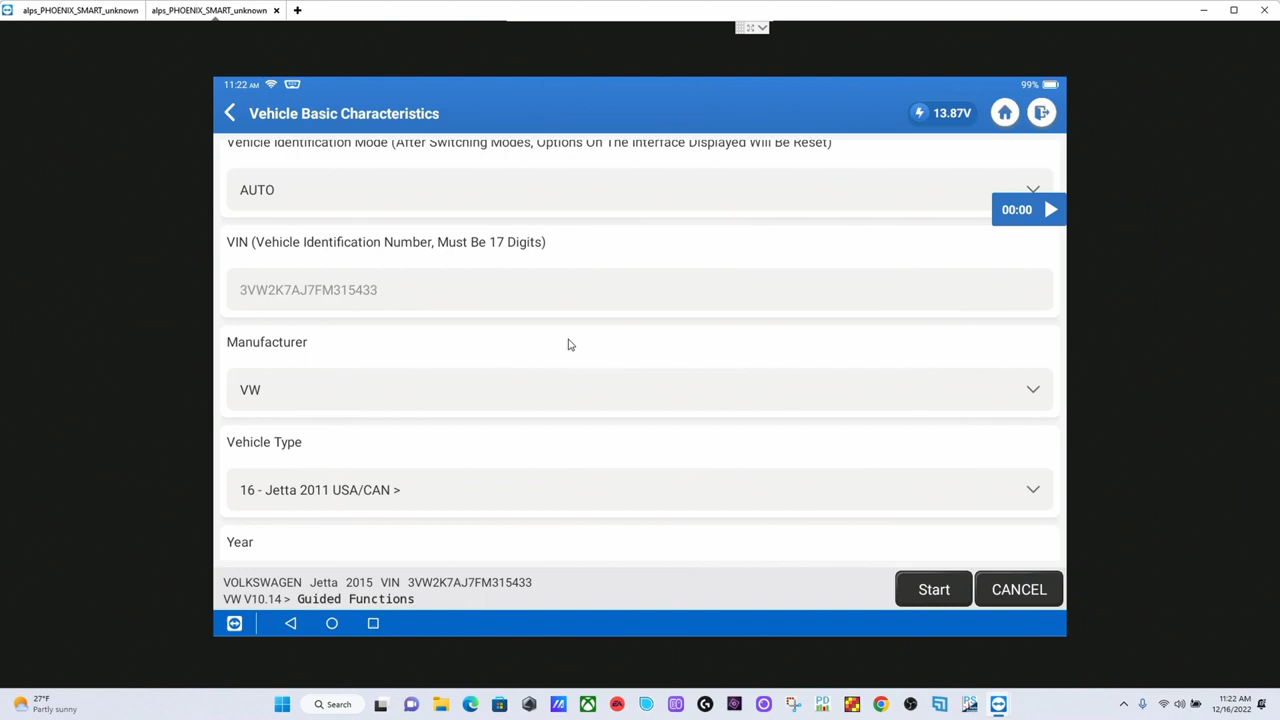 alps_PHOENIX_SMART_unknown
alps_PHOENIX_SMART_unknown
11:22 AM
99%
Vehicle Basic Characteristics
13.87V
Vehicle Identification Mode (After Switching Modes, Options On The Interface Displayed Will Be Reset)
AUTO
00:00
VIN (Vehicle Identification Number, Must Be 17 Digits)
3VW2K7AJ7FM315433
Manufacturer
VW
Vehicle Type
16 - Jetta 2011 USA/CAN >
Year
VOLKSWAGEN Jetta 2015 VIN 3VW2K7AJ7FM315433
VW V10.14 > Guided Functions
Start
CANCEL
27°F
Partly sunny
Search
PD
PS
11:22 AM
12/16/2022